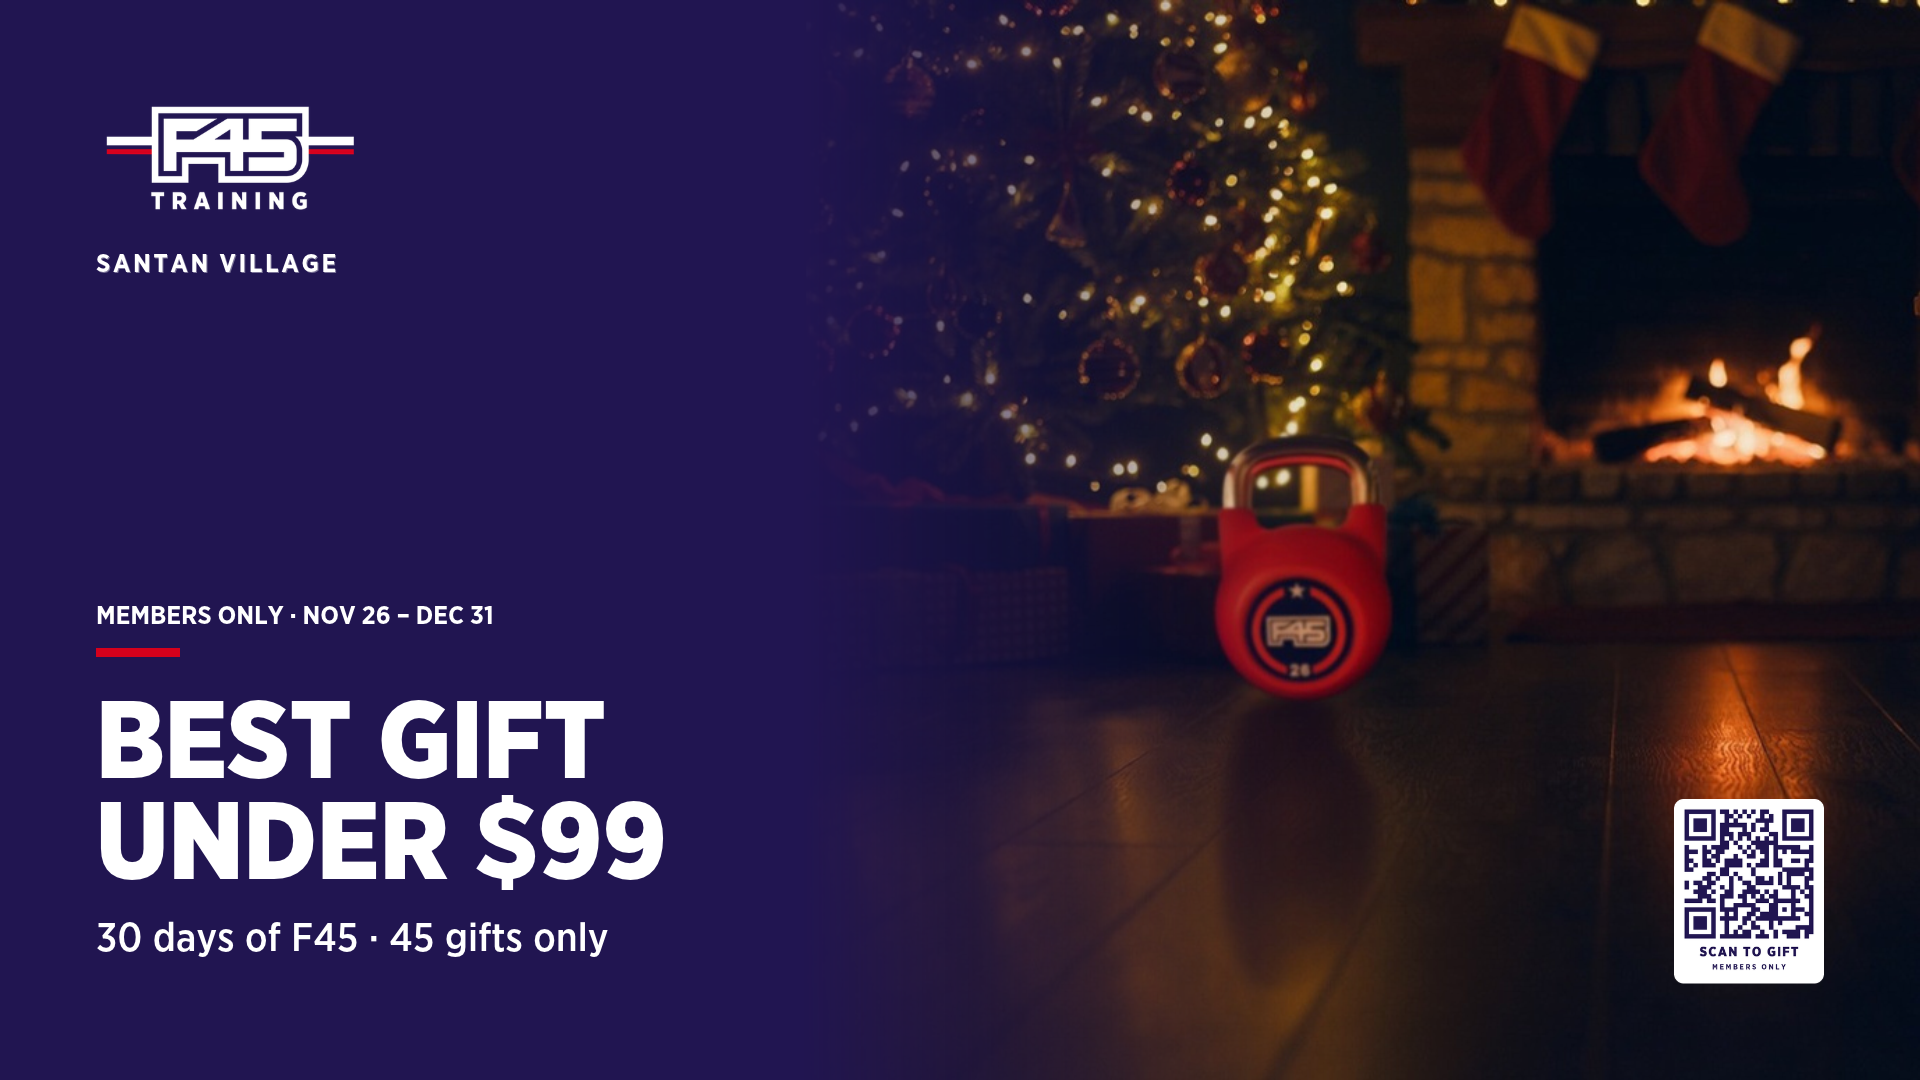 F45
TRAINING
SANTAN VILLAGE
MEMBERS ONLY · NOV 26 – DEC 31
BEST GIFT
UNDER $99
30 days of F45 · 45 gifts only
F45
26
SCAN TO GIFT
MEMBERS ONLY